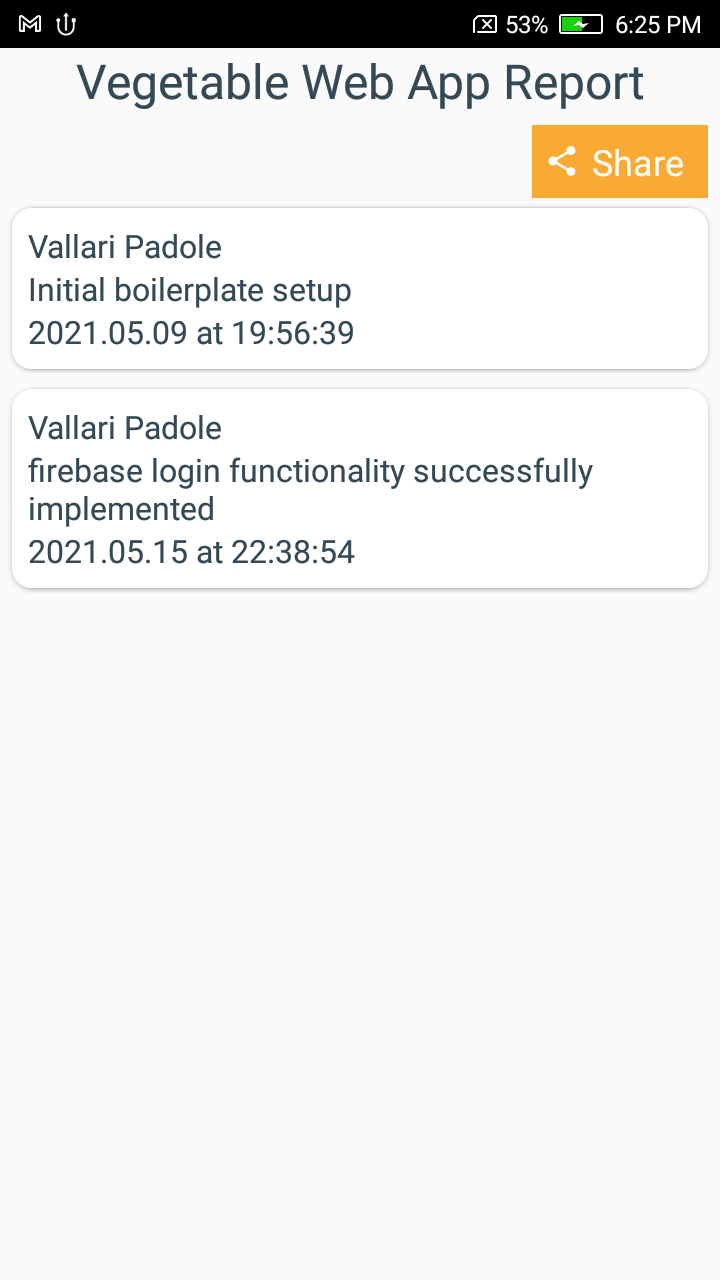 53% 6:25 PM
Vegetable Web App Report
Share
Vallari Padole
Initial boilerplate setup
2021.05.09 at 19:56:39
Vallari Padole
firebase login functionality successfully
implemented
2021.05.15 at 22:38:54